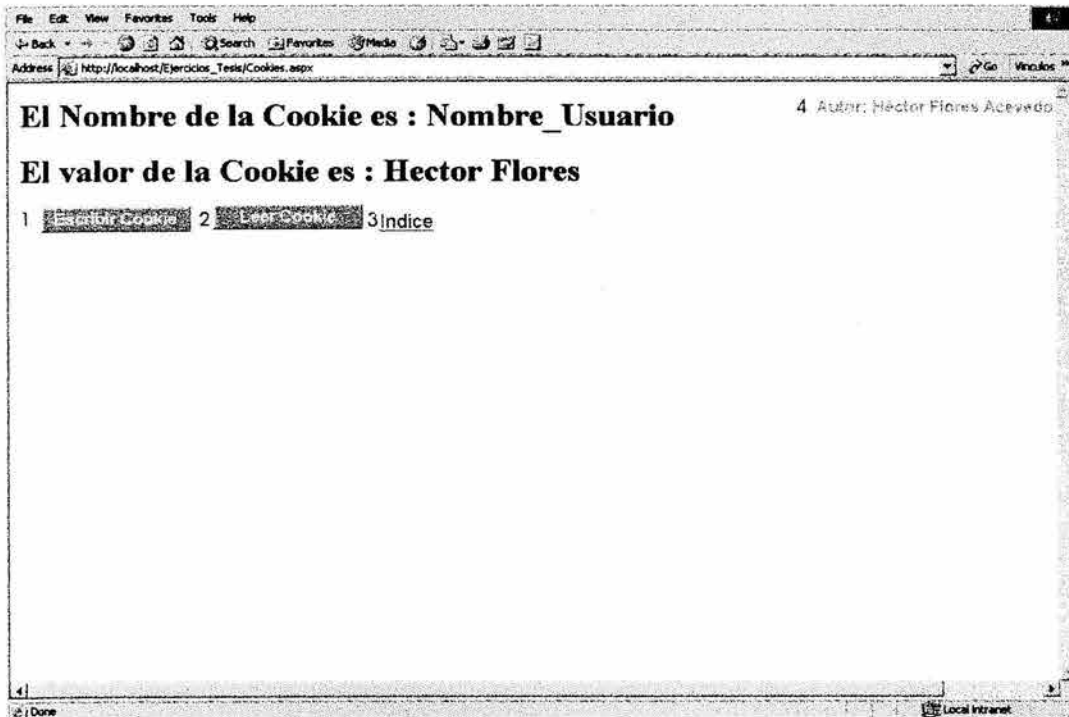 File Edit View Favorites Tools Help
Back Search Favorites Media
Address http://localhost/Ejercicios_Tesis/Cookies.aspx Go Vínculos
El Nombre de la Cookie es : Nombre_Usuario
4 Autor: Héctor Flores Acevedo
El valor de la Cookie es : Hector Flores
1 Escribir Cookie 2 Leer Cookie 3 Indice
Done Local intranet